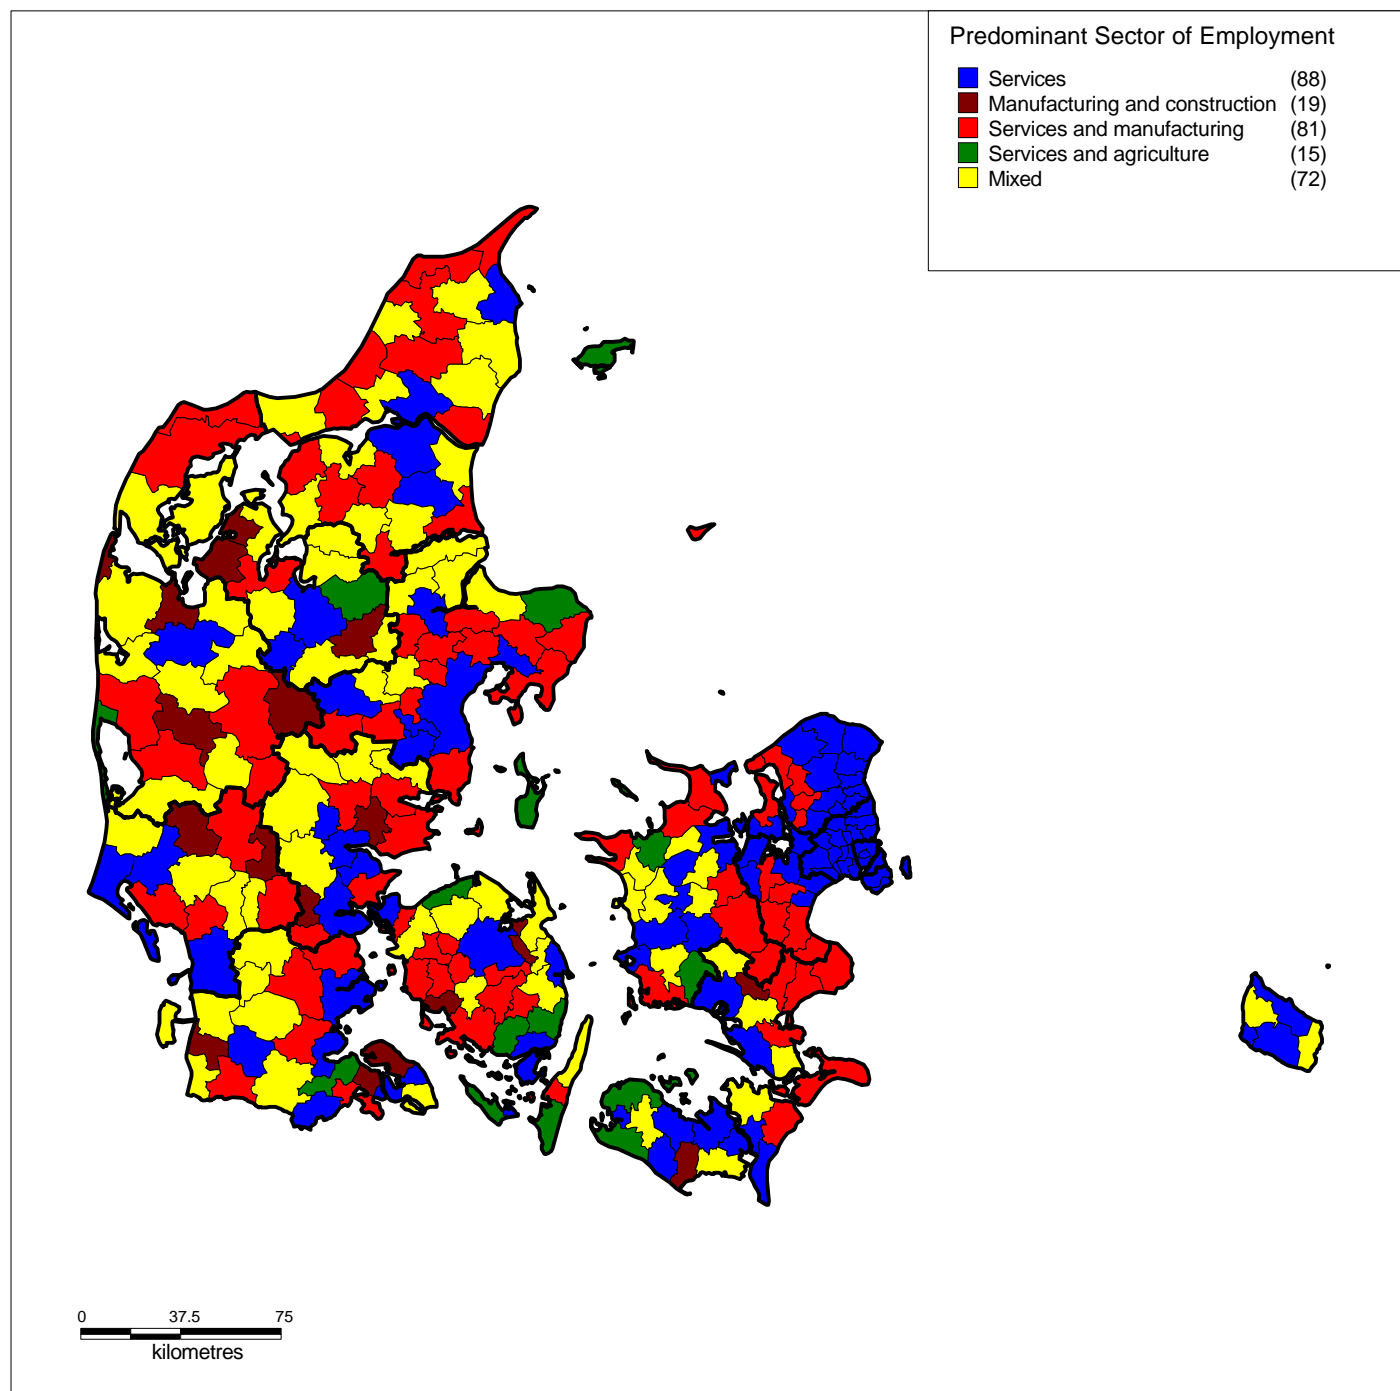 Predominant Sector of Employment
Services (88)
Manufacturing and construction (19)
Services and manufacturing (81)
Services and agriculture (15)
Mixed (72)
0 37.5 75
kilometres